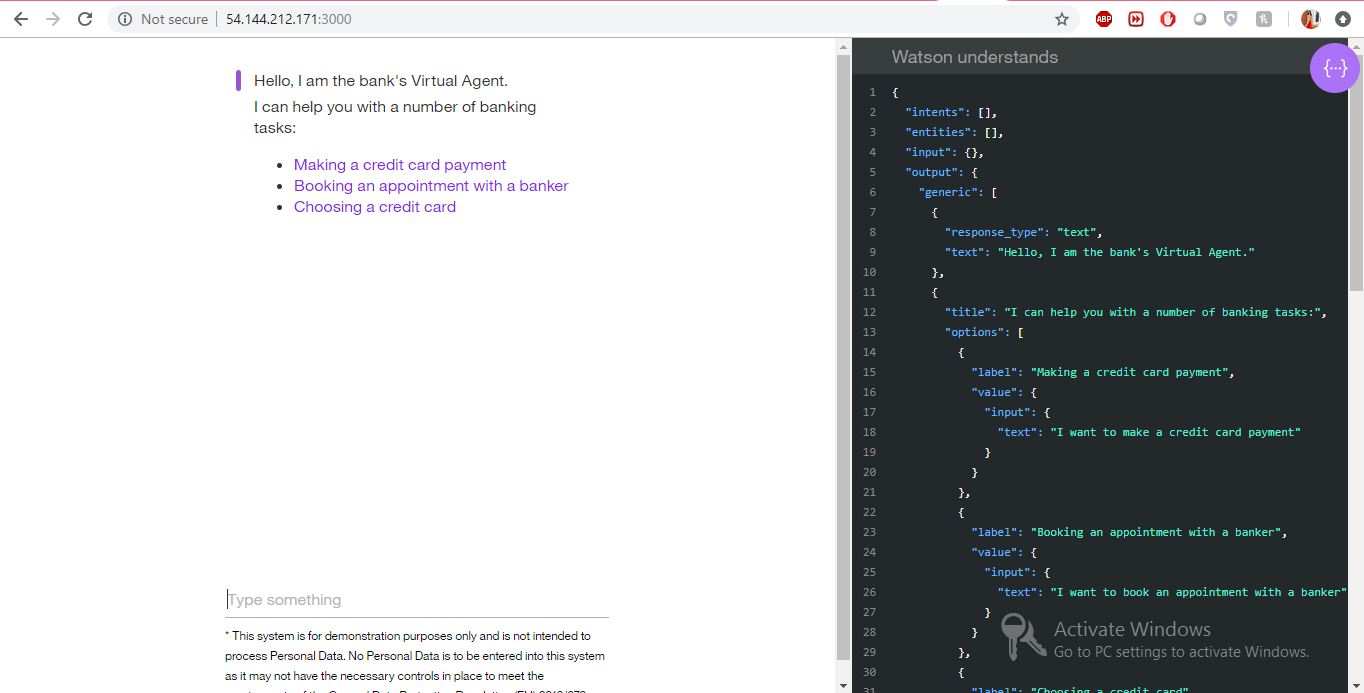 Not secure | 54.144.212.171:3000
ABP
Hello, I am the bank's Virtual Agent.
I can help you with a number of banking
tasks:
• Making a credit card payment
• Booking an appointment with a banker
• Choosing a credit card
Type something
* This system is for demonstration purposes only and is not intended to
process Personal Data. No Personal Data is to be entered into this system
as it may not have the necessary controls in place to meet the
Watson understands
{···}
1 {
2 "intents": [],
3 "entities": [],
4 "input": {},
5 "output": {
6 "generic": [
7 {
8 "response_type": "text",
9 "text": "Hello, I am the bank's Virtual Agent."
10 },
11 {
12 "title": "I can help you with a number of banking tasks:",
13 "options": [
14 {
15 "label": "Making a credit card payment",
16 "value": {
17 "input": {
18 "text": "I want to make a credit card payment"
19 }
20 }
21 },
22 {
23 "label": "Booking an appointment with a banker",
24 "value": {
25 "input": {
26 "text": "I want to book an appointment with a banker"
27 }
28 }
29 },
30 {
31 "label": "Choosing a credit card"
Activate Windows
Go to PC settings to activate Windows.